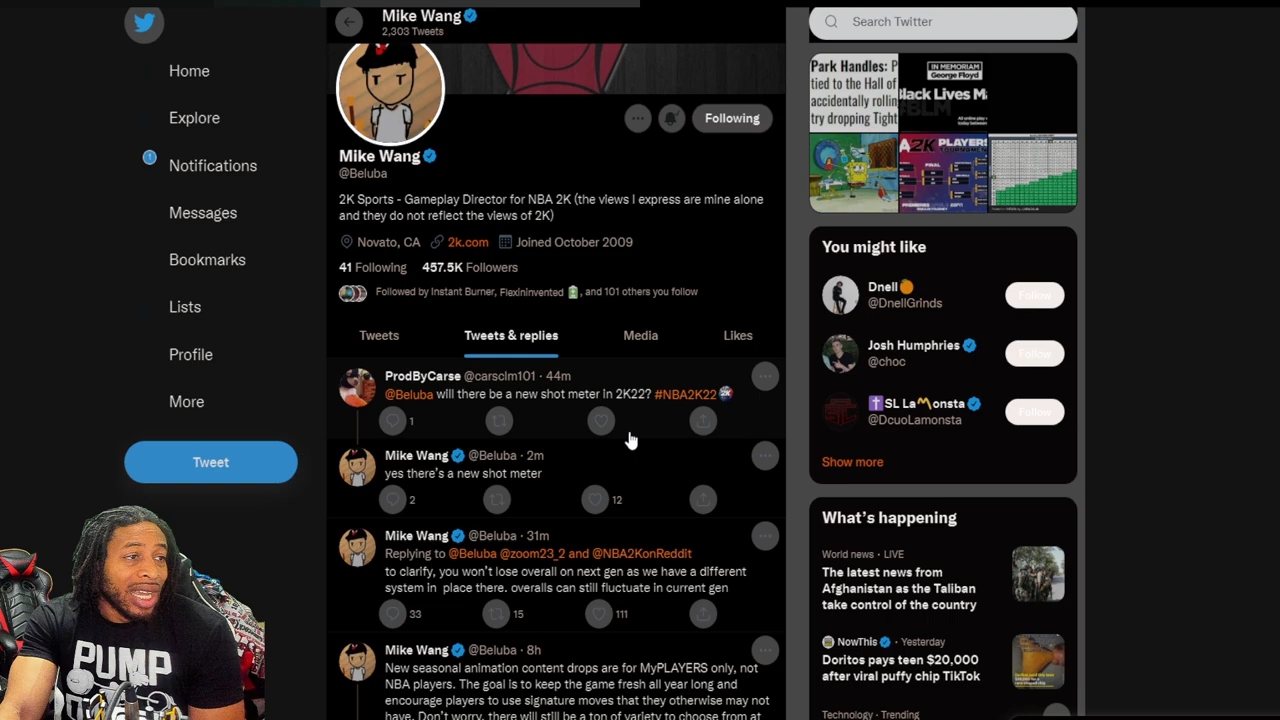 Mike Wang
2,303 Tweets
Search Twitter
Home
Explore
Notifications
Messages
Bookmarks
Lists
Profile
More
Tweet
Following
Mike Wang
@Beluba
2K Sports - Gameplay Director for NBA 2K (the views I express are mine alone
and they do not reflect the views of 2K)
Novato, CA 2k.com Joined October 2009
41 Following 457.5K Followers
Followed by Instant Burner, Flexininvented, and 101 others you follow
Tweets Tweets & replies Media Likes
ProdByCarse @carsclm101 · 44m
@Beluba will there be a new shot meter in 2K22? #NBA2K22
1
Mike Wang @Beluba · 2m
yes there's a new shot meter
2 12
Mike Wang @Beluba · 31m
Replying to @Beluba @zoom23_2 and @NBA2KonReddit
to clarify, you won't lose overall on next gen as we have a different
system in place there. overalls can still fluctuate in current gen
33 15 111
Mike Wang @Beluba · 8h
New seasonal animation content drops are for MyPLAYERS only, not
NBA players. The goal is to keep the game fresh all year long and
encourage players to use signature moves that they otherwise may not
have. Don't worry, there will still be a ton of variety to choose from at
Park Handles: P
tied to the Hall of
accidentally rollin
try dropping Tight
IN MEMORIAM
George Floyd
lack Lives M
#BLM
A2K PLAYERS
TOURNAMENT
FINAL
You might like
Dnell
@DnellGrinds
Follow
Josh Humphries
@choc
Follow
SL La onsta
@DcuoLamonsta
Follow
Show more
What's happening
World news · LIVE
The latest news from
Afghanistan as the Taliban
take control of the country
NowThis · Yesterday
Doritos pays teen $20,000
after viral puffy chip TikTok
Technology · Trending
PUMP